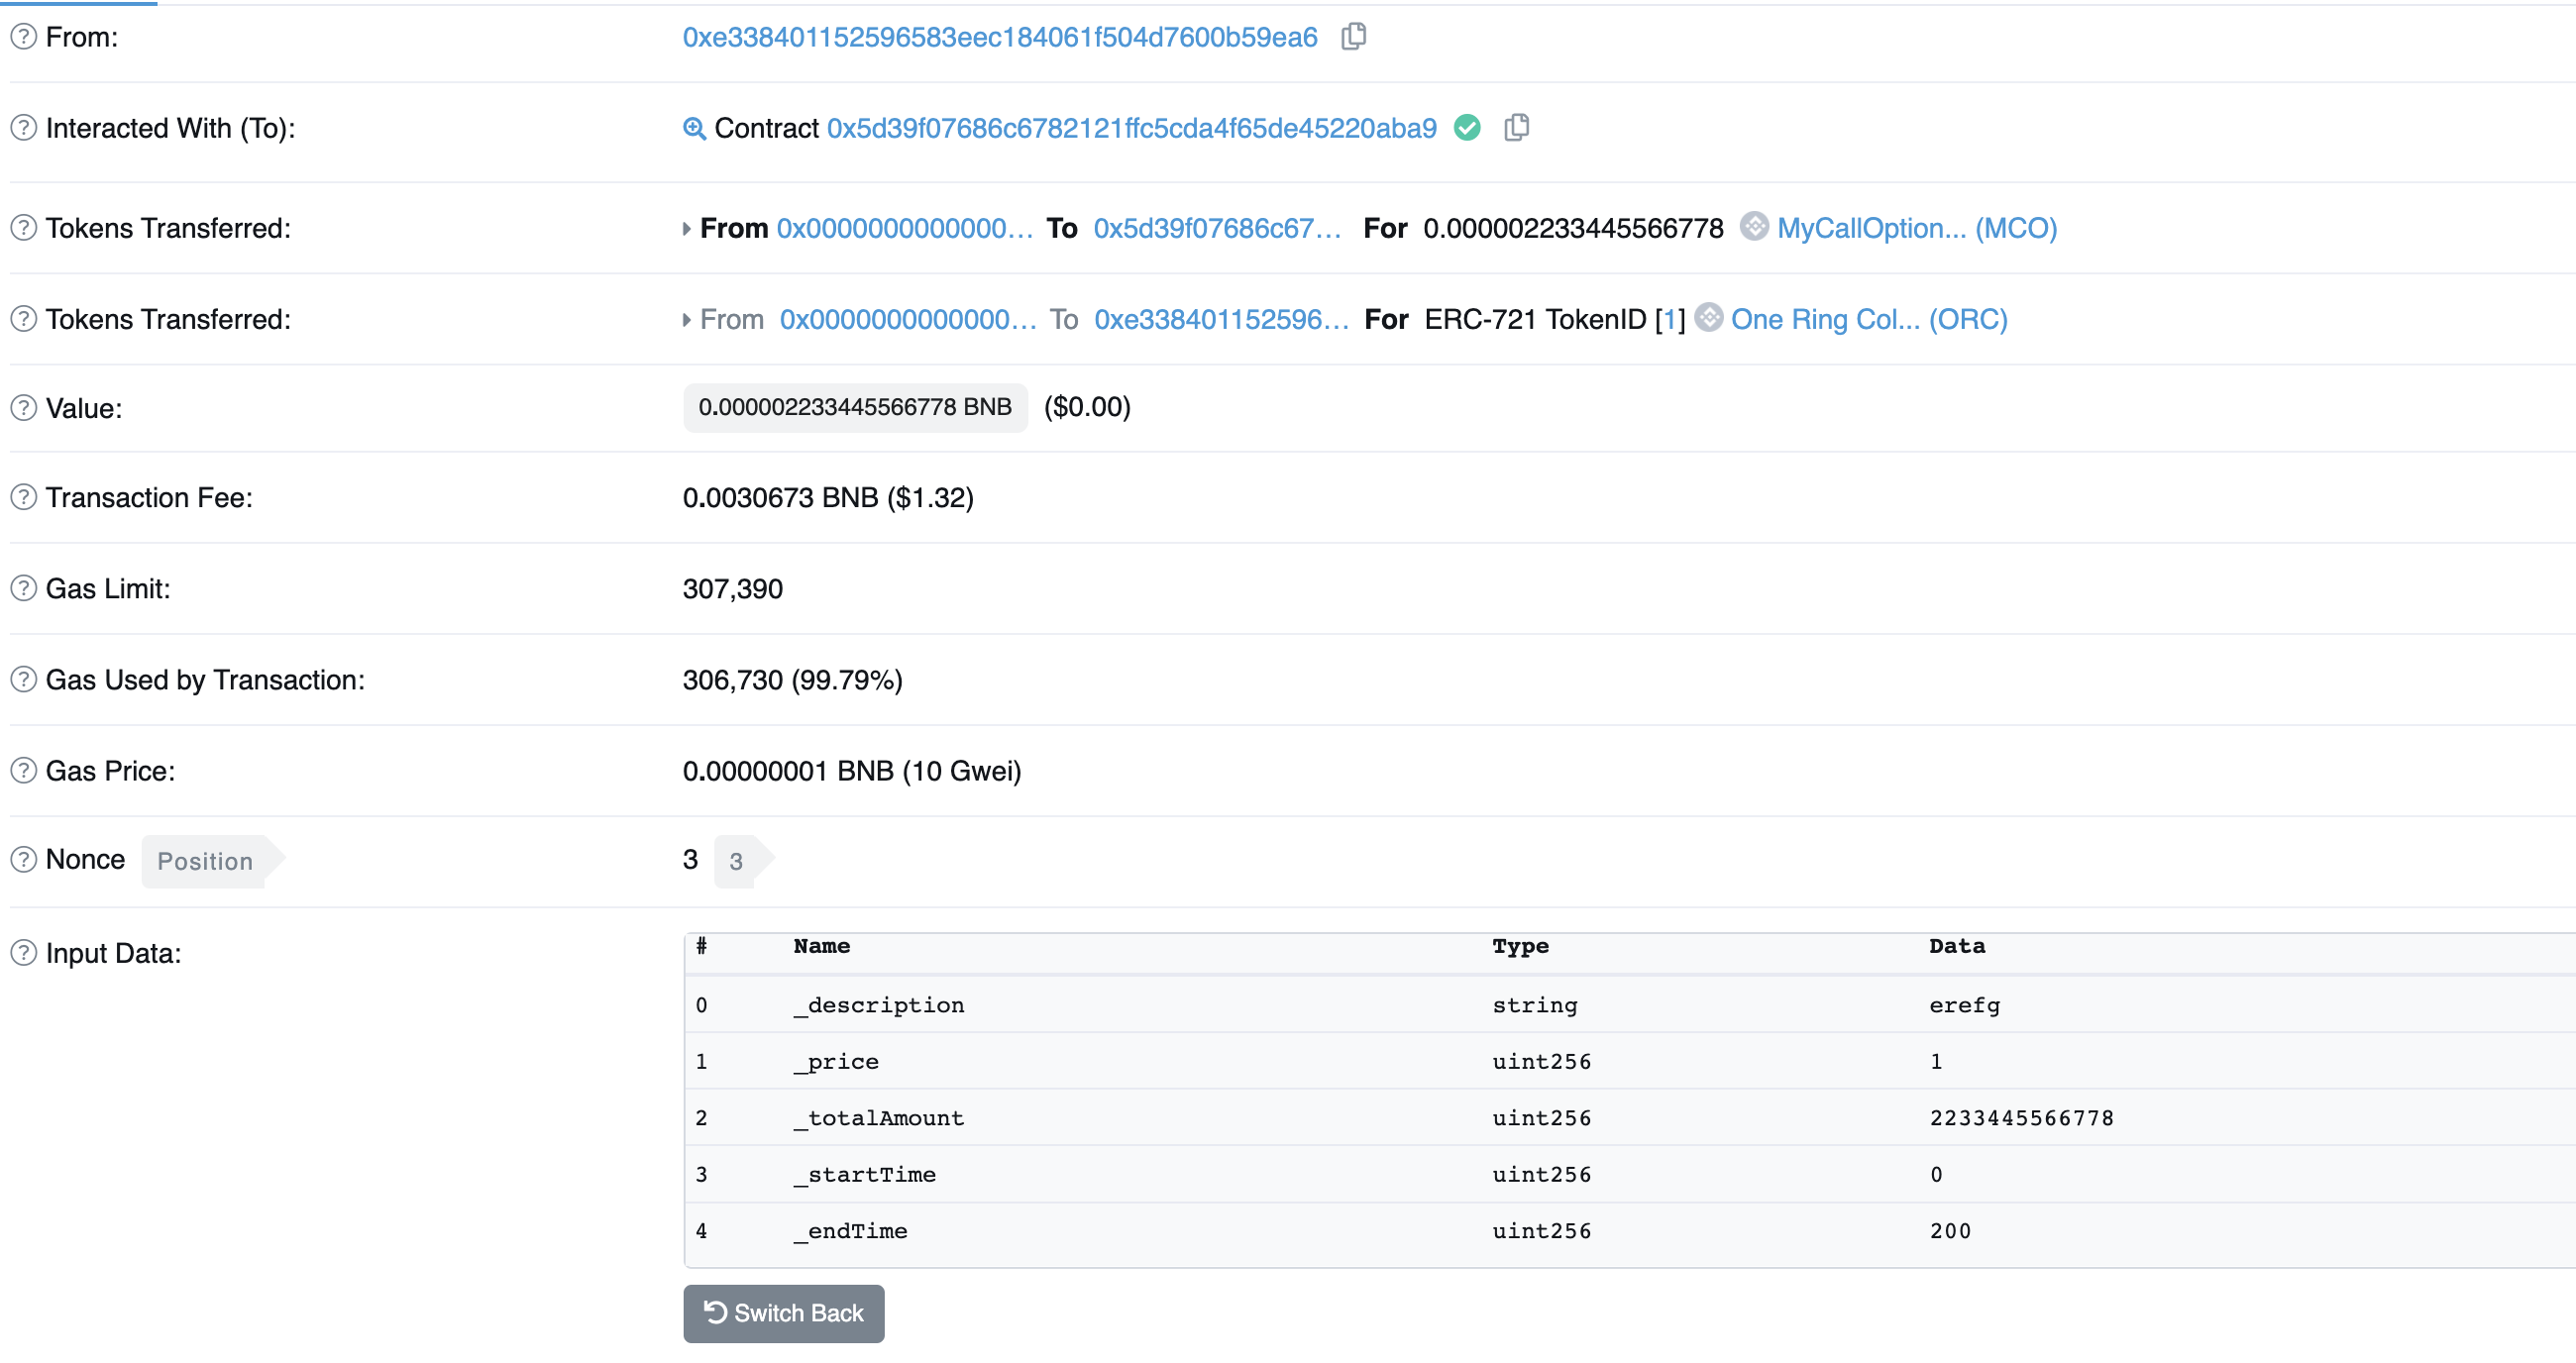 From: 0xe338401152596583eec184061f504d7600b59ea6
Interacted With (To): Contract 0x5d39f07686c6782121ffc5cda4f65de45220aba9
Tokens Transferred: From 0x0000000000000... To 0x5d39f07686c67... For 0.000002233445566778 MyCallOption... (MCO)
Tokens Transferred: From 0x0000000000000... To 0xe338401152596... For ERC-721 TokenID [1] One Ring Col... (ORC)
Value: 0.000002233445566778 BNB ($0.00)
Transaction Fee: 0.0030673 BNB ($1.32)
Gas Limit: 307,390
Gas Used by Transaction: 306,730 (99.79%)
Gas Price: 0.00000001 BNB (10 Gwei)
Nonce Position 3 3
Input Data:
# Name Type Data
0 _description string erefg
1 _price uint256 1
2 _totalAmount uint256 2233445566778
3 _startTime uint256 0
4 _endTime uint256 200
Switch Back